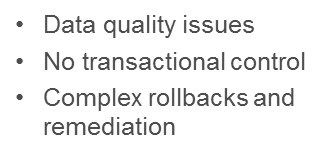 • Data quality issues
• No transactional control
• Complex rollbacks and
remediation